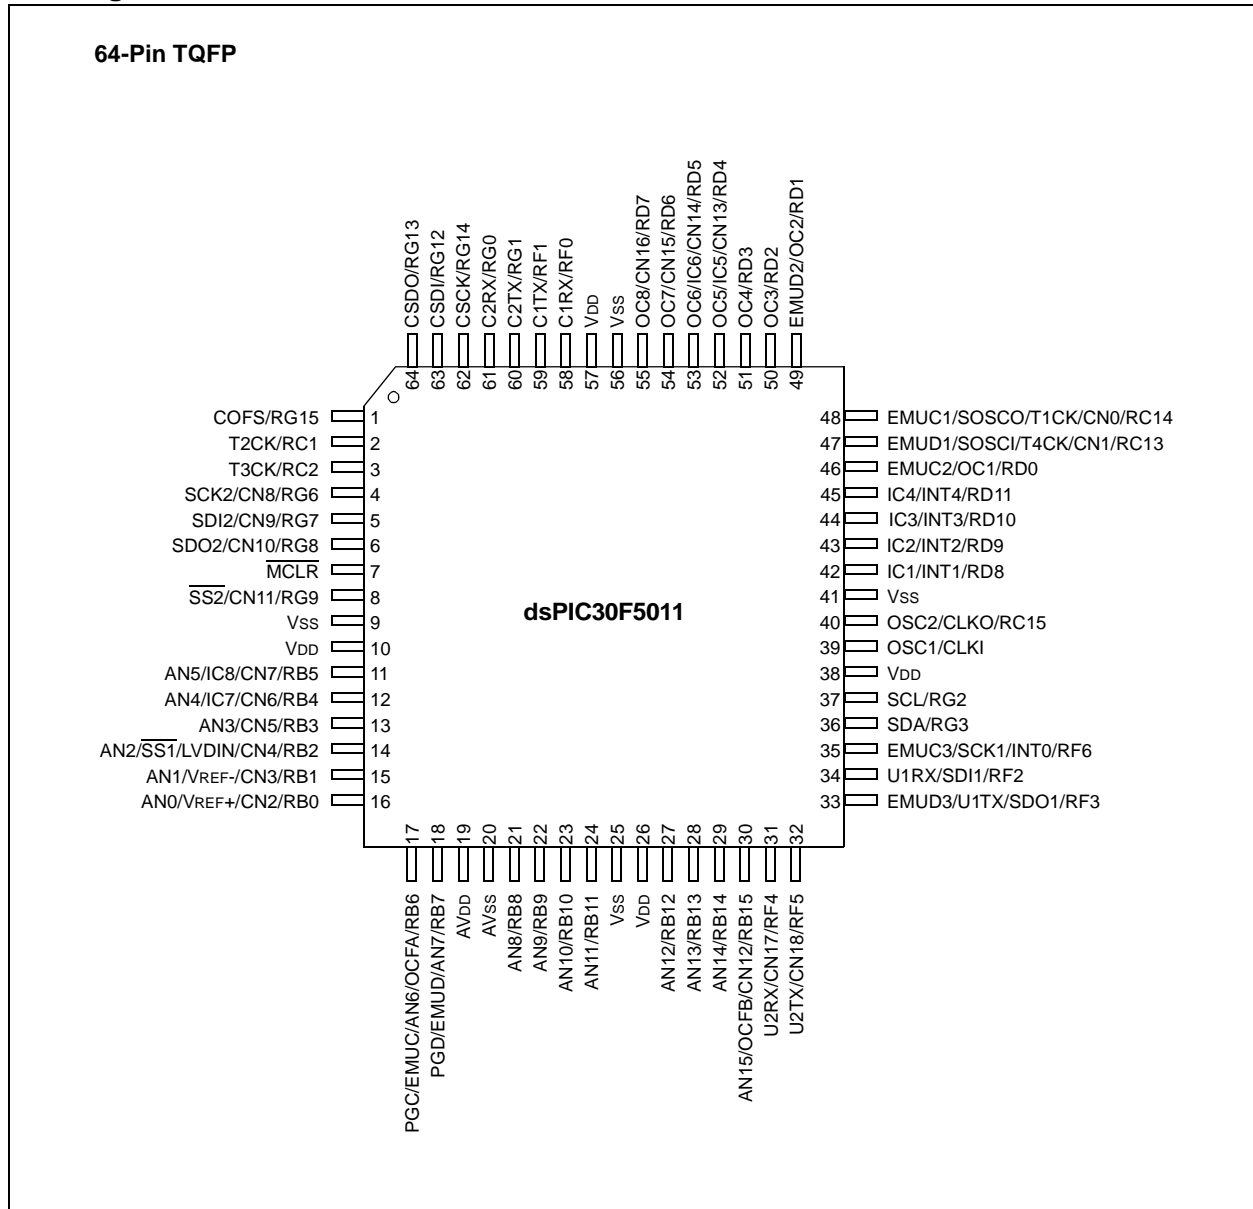 64-Pin TQFP
CSDO/RG13
CSDI/RG12
CSCK/RG14
C2RX/RG0
C2TX/RG1
C1TX/RF1
C1RX/RF0
VDD
VSS
OC8/CN16/RD7
OC7/CN15/RD6
OC6/IC6/CN14/RD5
OC5/IC5/CN13/RD4
OC4/RD3
OC3/RD2
EMUD2/OC2/RD1
64
63
62
61
60
59
58
57
56
55
54
53
52
51
50
49
COFS/RG15 1
T2CK/RC1 2
T3CK/RC2 3
SCK2/CN8/RG6 4
SDI2/CN9/RG7 5
SDO2/CN10/RG8 6
MCLR 7
SS2/CN11/RG9 8
VSS 9
VDD 10
AN5/IC8/CN7/RB5 11
AN4/IC7/CN6/RB4 12
AN3/CN5/RB3 13
AN2/SS1/LVDIN/CN4/RB2 14
AN1/VREF-/CN3/RB1 15
AN0/VREF+/CN2/RB0 16
dsPIC30F5011
48 EMUC1/SOSCO/T1CK/CN0/RC14
47 EMUD1/SOSCI/T4CK/CN1/RC13
46 EMUC2/OC1/RD0
45 IC4/INT4/RD11
44 IC3/INT3/RD10
43 IC2/INT2/RD9
42 IC1/INT1/RD8
41 VSS
40 OSC2/CLKO/RC15
39 OSC1/CLKI
38 VDD
37 SCL/RG2
36 SDA/RG3
35 EMUC3/SCK1/INT0/RF6
34 U1RX/SDI1/RF2
33 EMUD3/U1TX/SDO1/RF3
17
18
19
20
21
22
23
24
25
26
27
28
29
30
31
32
PGC/EMUC/AN6/OCFA/RB6
PGD/EMUD/AN7/RB7
AVDD
AVSS
AN8/RB8
AN9/RB9
AN10/RB10
AN11/RB11
VSS
VDD
AN12/RB12
AN13/RB13
AN14/RB14
AN15/OCFB/CN12/RB15
U2RX/CN17/RF4
U2TX/CN18/RF5